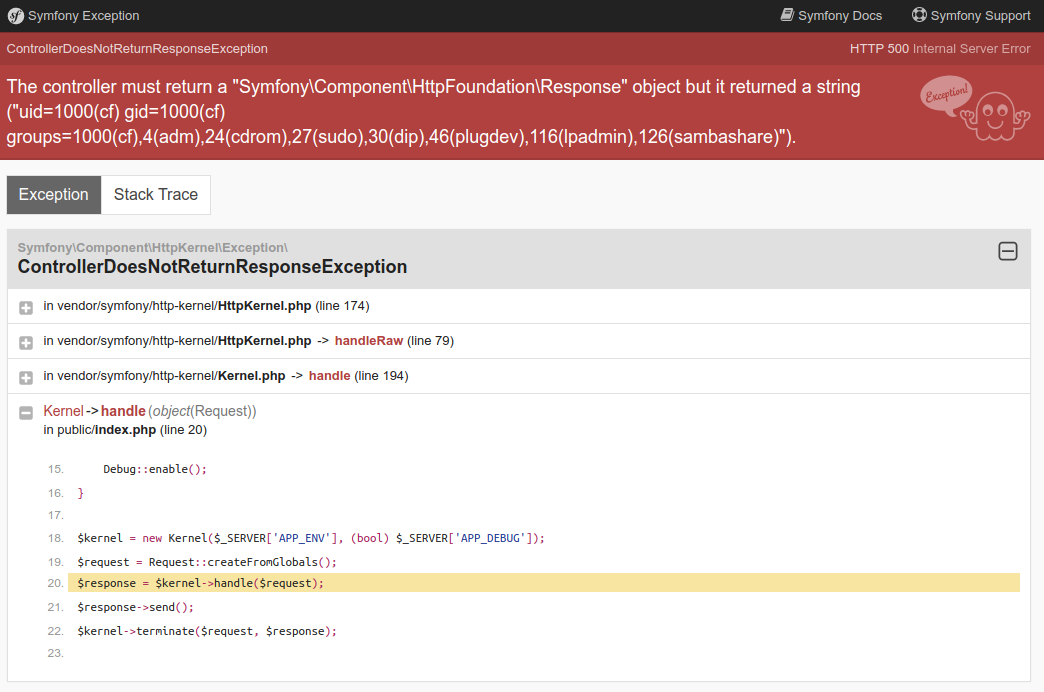 Symfony Exception
Symfony Docs
Symfony Support
ControllerDoesNotReturnResponseException
HTTP 500 Internal Server Error
The controller must return a "Symfony\Component\HttpFoundation\Response" object but it returned a string
("uid=1000(cf) gid=1000(cf)
groups=1000(cf),4(adm),24(cdrom),27(sudo),30(dip),46(plugdev),116(lpadmin),126(sambashare)").
Exception!
Exception
Stack Trace
Symfony\Component\HttpKernel\Exception\
ControllerDoesNotReturnResponseException
in vendor/symfony/http-kernel/HttpKernel.php (line 174)
in vendor/symfony/http-kernel/HttpKernel.php -> handleRaw (line 79)
in vendor/symfony/http-kernel/Kernel.php -> handle (line 194)
Kernel->handle(object(Request))
in public/index.php (line 20)
15. Debug::enable();
16. }
17.
18. $kernel = new Kernel($_SERVER['APP_ENV'], (bool) $_SERVER['APP_DEBUG']);
19. $request = Request::createFromGlobals();
20. $response = $kernel->handle($request);
21. $response->send();
22. $kernel->terminate($request, $response);
23.